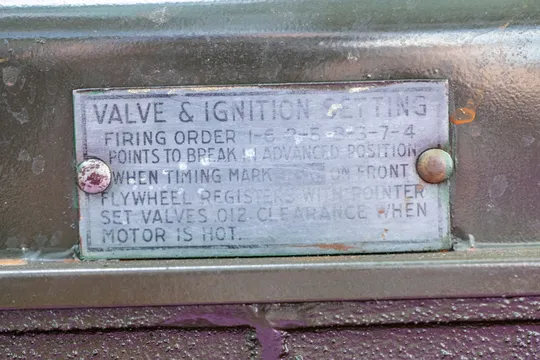 VALVE & IGNITION SETTING
FIRING ORDER 1-6-2-5-8-3-7-4
POINTS TO BREAK IN ADVANCED POSITION
WHEN TIMING MARK ON FRONT
FLYWHEEL REGISTERS WITH POINTER
SET VALVES .012 CLEARANCE WHEN
MOTOR IS HOT.